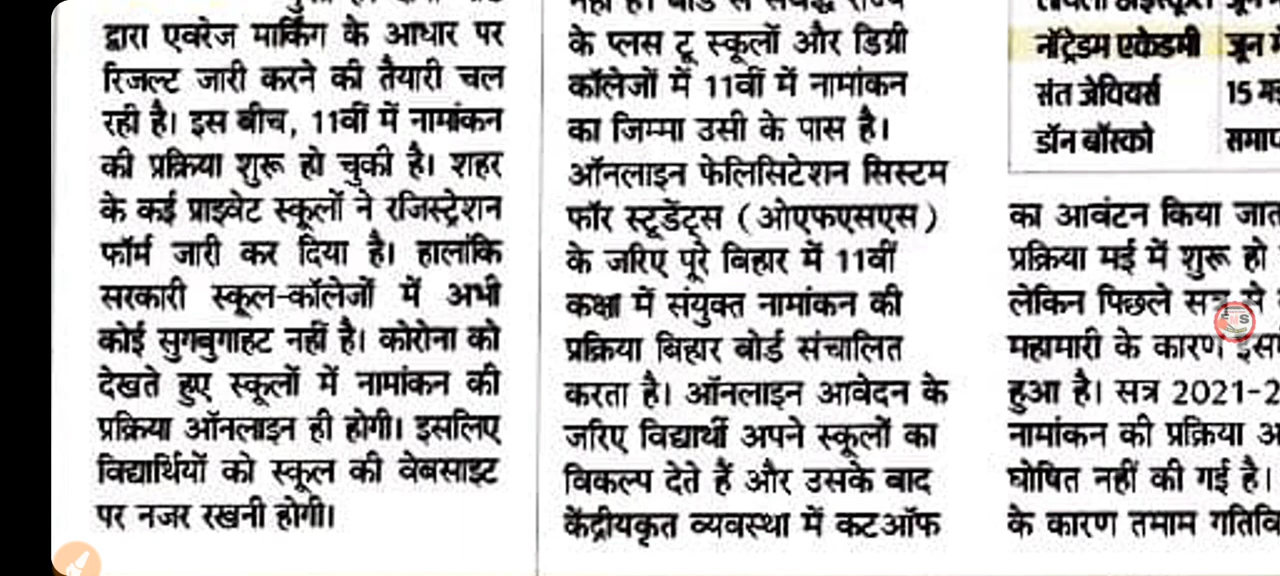 द्वारा एवरेज मार्किंग के आधार पर
रिजल्ट जारी करने की तैयारी चल
रही है। इस बीच, 11वीं में नामांकन
की प्रक्रिया शुरू हो चुकी है। शहर
के कई प्राइवेट स्कूलों ने रजिस्ट्रेशन
फॉर्म जारी कर दिया है। हालांकि
सरकारी स्कूल-कॉलेजों में अभी
कोई सुगबुगाहट नहीं है। कोरोना को
देखते हुए स्कूलों में नामांकन की
प्रक्रिया ऑनलाइन ही होगी। इसलिए
विद्यार्थियों को स्कूल की वेबसाइट
पर नजर रखनी होगी।
के प्लस टू स्कूलों और डिग्री
कॉलेजों में 11वीं में नामांकन
का जिम्मा उसी के पास है।
ऑनलाइन फेलिसिटेशन सिस्टम
फॉर स्टूडेंट्स (ओएफएसएस)
के जरिए पूरे बिहार में 11वीं
कक्षा में संयुक्त नामांकन की
प्रक्रिया बिहार बोर्ड संचालित
करता है। ऑनलाइन आवेदन के
जरिए विद्यार्थी अपने स्कूलों का
विकल्प देते हैं और उसके बाद
केंद्रीयकृत व्यवस्था में कटऑफ
नॉट्रेडम एकेडमी जून
संत जेवियर्स 15
डॉन बॉस्को
का आवंटन किया
प्रक्रिया मई में शुरू हो
लेकिन पिछले सत्र से
महामारी के कारण
हुआ है। सत्र 2021-2
नामांकन की प्रक्रिया
घोषित नहीं की गई है।
के कारण तमाम